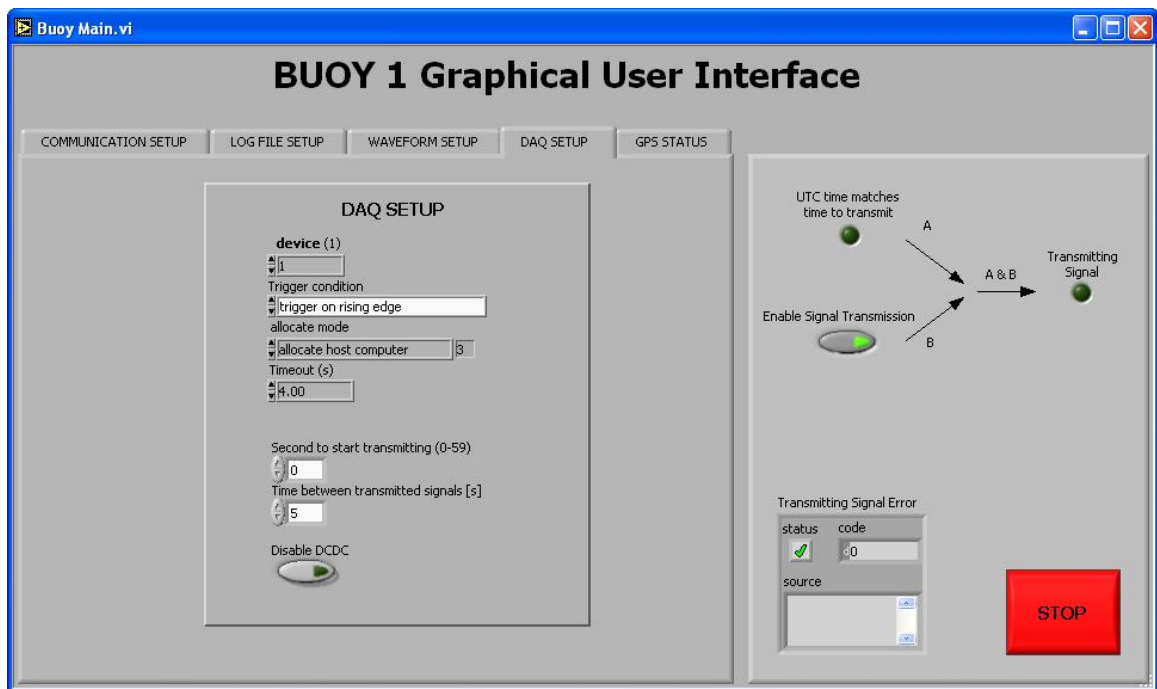 Buoy Main.vi
BUOY 1 Graphical User Interface
COMMUNICATION SETUP
LOG FILE SETUP
WAVEFORM SETUP
DAQ SETUP
GPS STATUS
DAQ SETUP
device (1)
1
Trigger condition
trigger on rising edge
allocate mode
allocate host computer 3
Timeout (s)
4.00
Second to start transmitting (0-59)
0
Time between transmitted signals [s]
5
Disable DCDC
UTC time matches
time to transmit
A
Transmitting
Signal
A & B
Enable Signal Transmission
B
Transmitting Signal Error
status code
d0
source
STOP